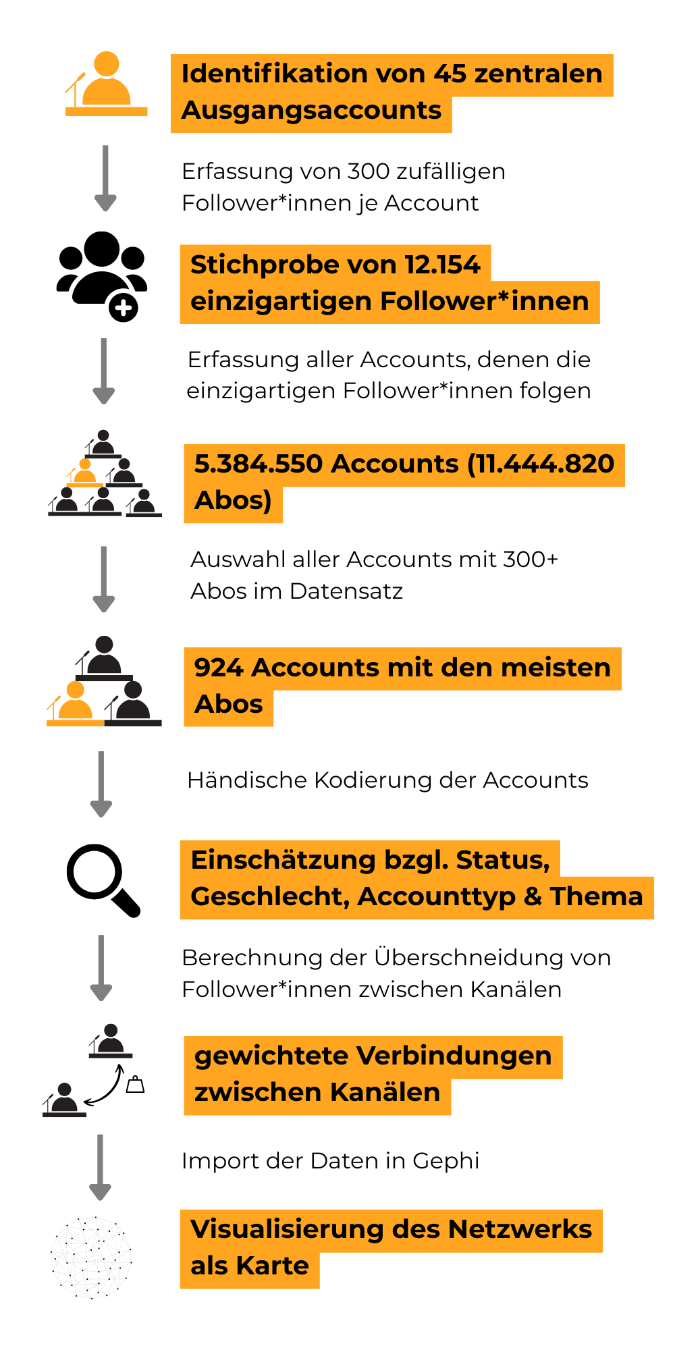 Identifikation von 45 zentralen
Ausgangsaccounts
Erfassung von 300 zufälligen
Follower*innen je Account
Stichprobe von 12.154
einzigartigen Follower*innen
Erfassung aller Accounts, denen die
einzigartigen Follower*innen folgen
5.384.550 Accounts (11.444.820
Abos)
Auswahl aller Accounts mit 300+
Abos im Datensatz
924 Accounts mit den meisten
Abos
Händische Kodierung der Accounts
Einschätzung bzgl. Status,
Geschlecht, Accounttyp & Thema
Berechnung der Überschneidung von
Follower*innen zwischen Kanälen
gewichtete Verbindungen
zwischen Kanälen
Import der Daten in Gephi
Visualisierung des Netzwerks
als Karte